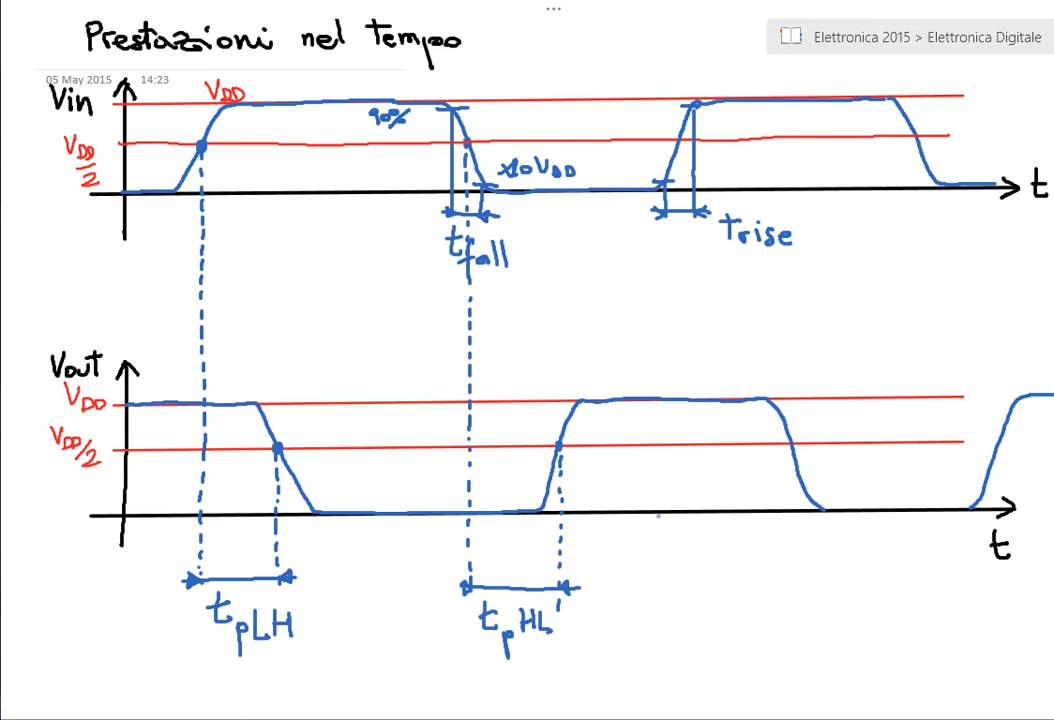 Prestazioni nel tempo
Elettronica 2015 > Elettronica Digitale
05 May 2015 14:23
Vin
VDD
90%
VDD/2
10 VDD
t
tfall
trise
Vout
VDD
VDD/2
t
tpLH
tpHL